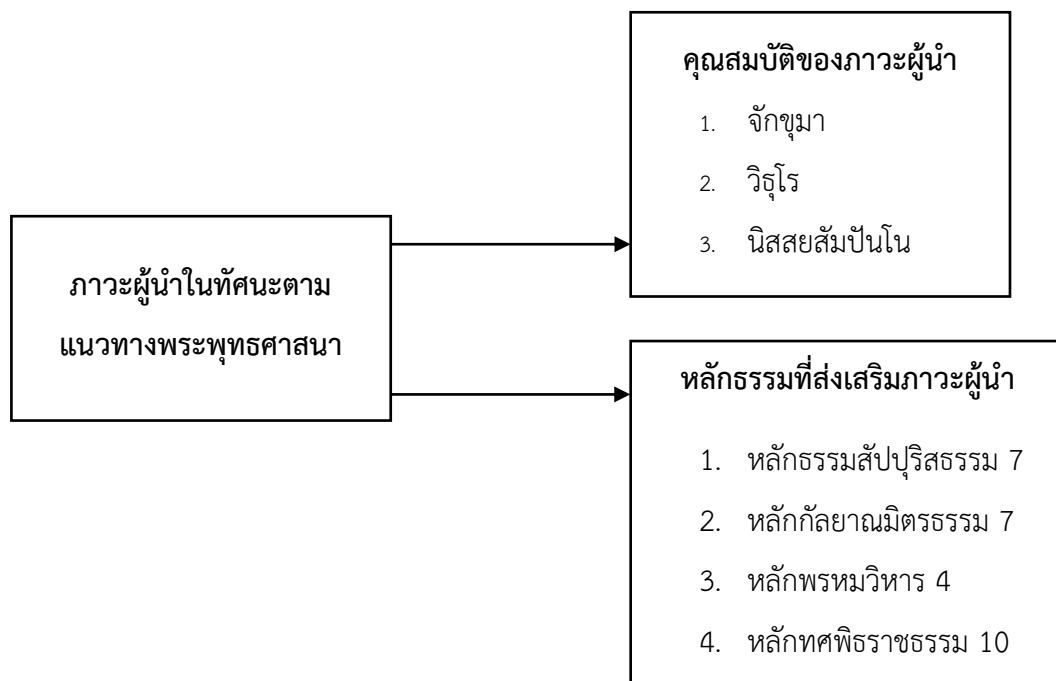 ภาวะผู้นำในทัศนะตาม
แนวทางพระพุทธศาสนา
คุณสมบัติของภาวะผู้นำ
1. จักขุมา
2. วิธุโร
3. นิสสยสัมปันโน
หลักธรรมที่ส่งเสริมภาวะผู้นำ
1. หลักธรรมสัปปุริสธรรม 7
2. หลักกัลยาณมิตรธรรม 7
3. หลักพรหมวิหาร 4
4. หลักทศพิธราชธรรม 10